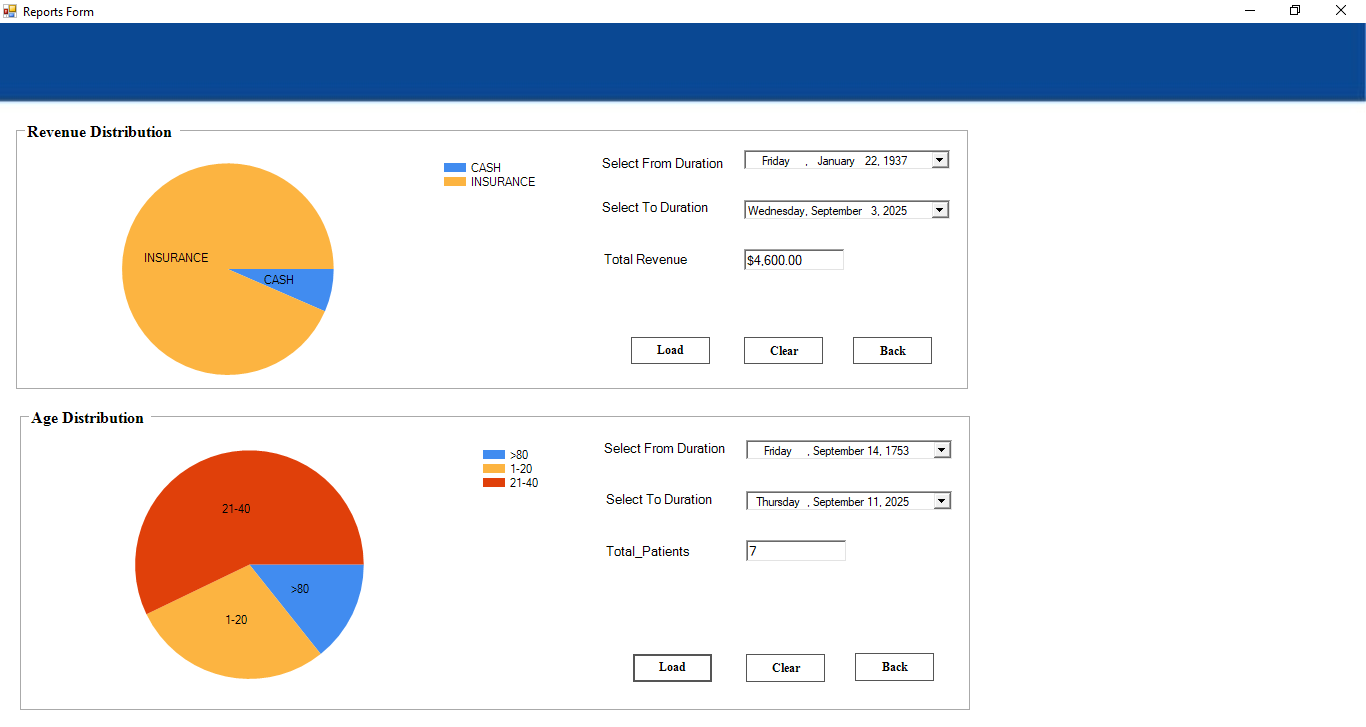 Reports Form
Revenue Distribution
CASH
INSURANCE
INSURANCE
CASH
Select From Duration
Friday , January 22, 1937
Select To Duration
Wednesday, September 3, 2025
Total Revenue
$4,600.00
Load
Clear
Back
Age Distribution
>80
1-20
21-40
21-40
>80
1-20
Select From Duration
Friday , September 14, 1753
Select To Duration
Thursday , September 11, 2025
Total_Patients
7
Load
Clear
Back